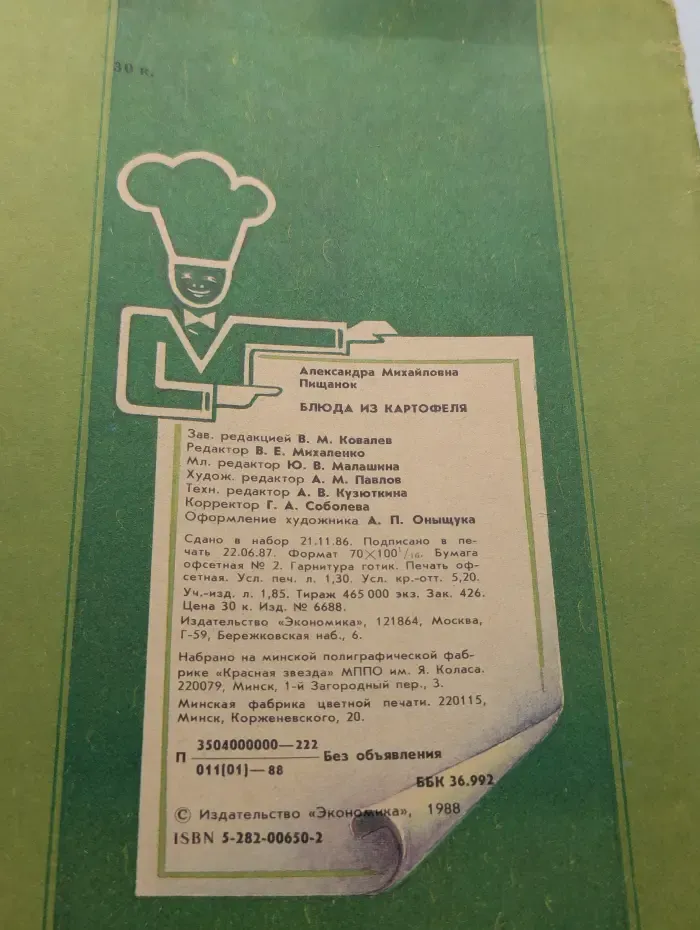 30 к.
Александра Михайловна
Пищанок
БЛЮДА ИЗ КАРТОФЕЛЯ
Зав. редакцией В. М. Ковалев
Редактор В. Е. Михаленко
Мл. редактор Ю. В. Малашина
Худож. редактор А. М. Павлов
Техн. редактор А. В. Кузюткина
Корректор Г. А. Соболева
Оформление художника А. П. Оныщука
Сдано в набор 21.11.86. Подписано в пе-
чать 22.06.87. Формат 70×100¹/₁₆. Бумага
офсетная № 2. Гарнитура готик. Печать оф-
сетная. Усл. печ. л. 1,30. Усл. кр.-отт. 5,20.
Уч.-изд. л. 1,85. Тираж 465 000 экз. Зак. 426.
Цена 30 к. Изд. № 6688.
Издательство «Экономика», 121864, Москва,
Г-59, Бережковская наб., 6.
Набрано на минской полиграфической фаб-
рике «Красная звезда» МППО им. Я. Коласа.
220079, Минск, 1-й Загородный пер., 3.
Минская фабрика цветной печати. 220115,
Минск, Корженевского, 20.
П 3504000000—222
011(01)—88
Без объявления
ББК 36.992
© Издательство «Экономика», 1988
ISBN 5-282-00650-2